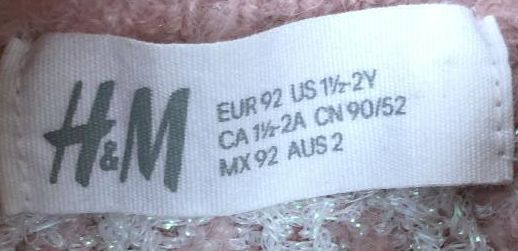 H&M
EUR 92 US 1½-2Y
CA 1½-2A CN 90/52
MX 92 AUS 2